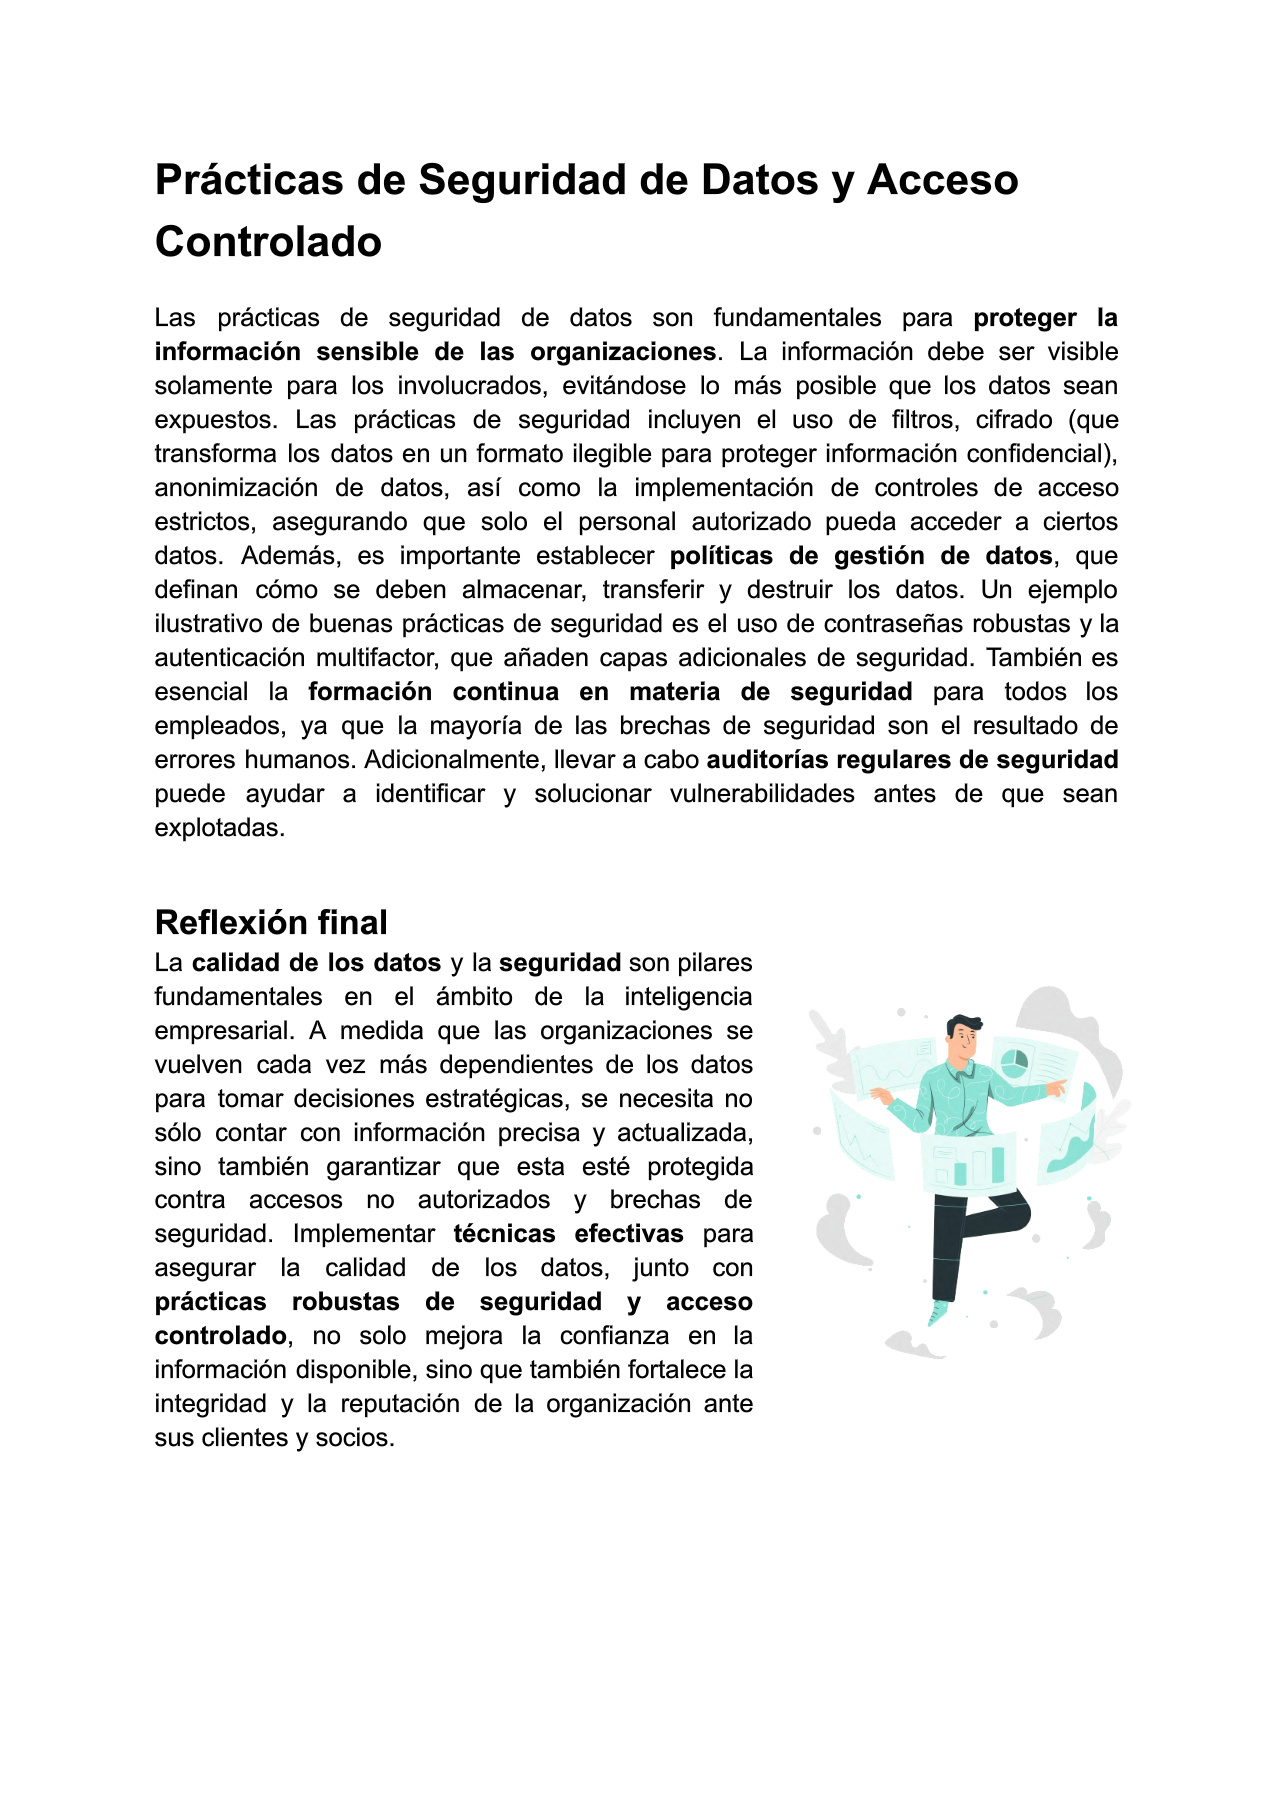 Prácticas de Seguridad de Datos y Acceso
Controlado
Las prácticas de seguridad de datos son fundamentales para proteger la
información sensible de las organizaciones. La información debe ser visible
solamente para los involucrados, evitándose lo más posible que los datos sean
expuestos. Las prácticas de seguridad incluyen el uso de filtros, cifrado (que
transforma los datos en un formato ilegible para proteger información confidencial),
anonimización de datos, así como la implementación de controles de acceso
estrictos, asegurando que solo el personal autorizado pueda acceder a ciertos
datos. Además, es importante establecer políticas de gestión de datos, que
definan cómo se deben almacenar, transferir y destruir los datos. Un ejemplo
ilustrativo de buenas prácticas de seguridad es el uso de contraseñas robustas y la
autenticación multifactor, que añaden capas adicionales de seguridad. También es
esencial la formación continua en materia de seguridad para todos los
empleados, ya que la mayoría de las brechas de seguridad son el resultado de
errores humanos. Adicionalmente, llevar a cabo auditorías regulares de seguridad
puede ayudar a identificar y solucionar vulnerabilidades antes de que sean
explotadas.
Reflexión final
La calidad de los datos y la seguridad son pilares
fundamentales en el ámbito de la inteligencia
empresarial. A medida que las organizaciones se
vuelven cada vez más dependientes de los datos
para tomar decisiones estratégicas, se necesita no
sólo contar con información precisa y actualizada,
sino también garantizar que esta esté protegida
contra accesos no autorizados y brechas de
seguridad. Implementar técnicas efectivas para
asegurar la calidad de los datos, junto con
prácticas robustas de seguridad y acceso
controlado, no solo mejora la confianza en la
información disponible, sino que también fortalece la
integridad y la reputación de la organización ante
sus clientes y socios.